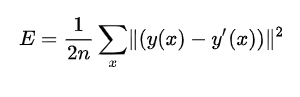 E = \frac{1}{2n} \sum_{x} \|(y(x) - y'(x))\|^2